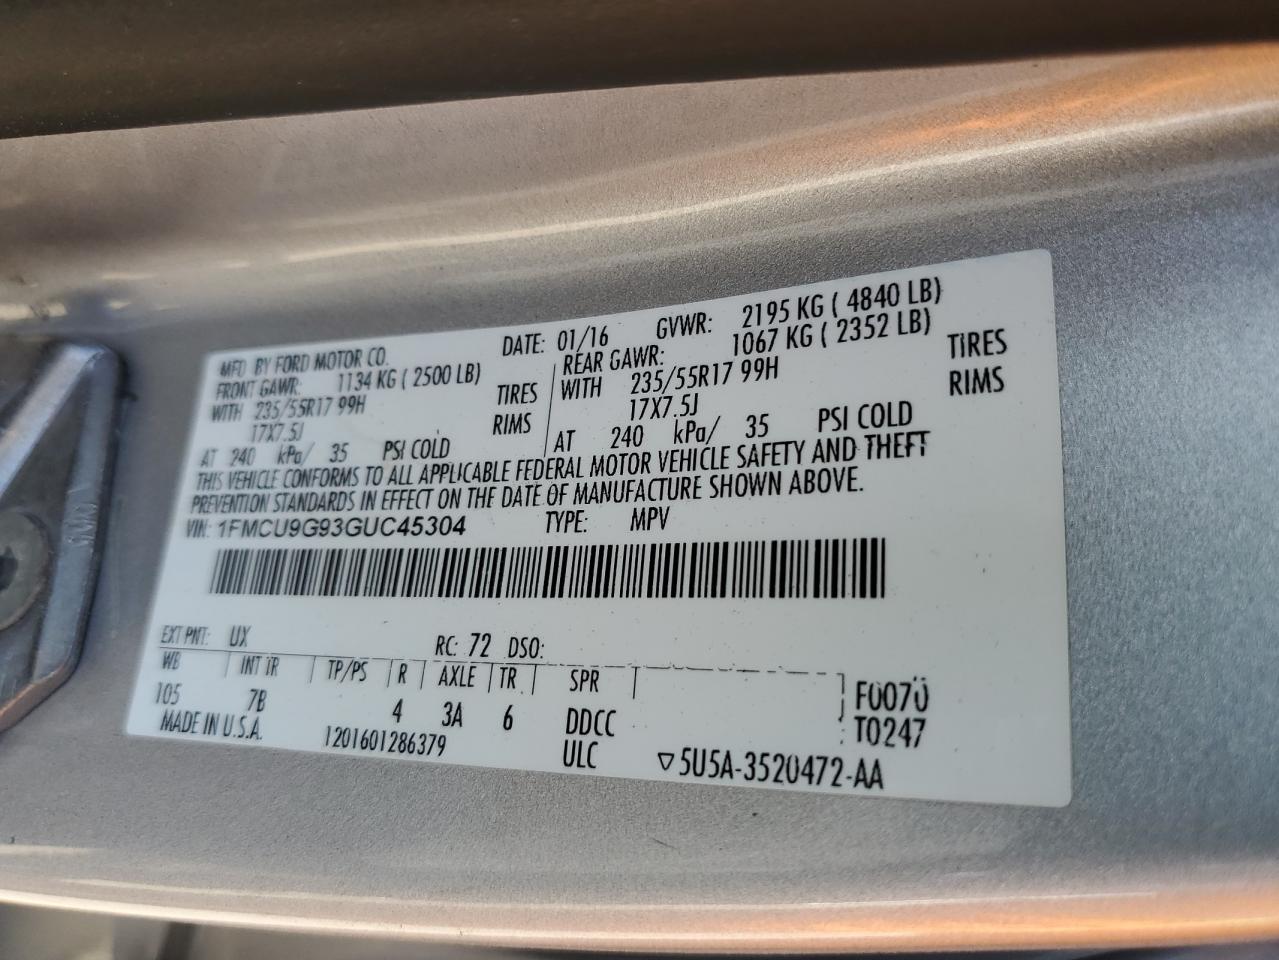 MFD BY FORD MOTOR CO. DATE: 01/16 GVWR: 2195 KG ( 4840 LB)
FRONT GAWR: 1134 KG ( 2500 LB) REAR GAWR: 1067 KG ( 2352 LB)
WITH 235/55R17 99H TIRES WITH 235/55R17 99H TIRES
17X7.5J RIMS 17X7.5J RIMS
AT 240 kPa/ 35 PSI COLD AT 240 kPa/ 35 PSI COLD
THIS VEHICLE CONFORMS TO ALL APPLICABLE FEDERAL MOTOR VEHICLE SAFETY AND THEFT
PREVENTION STANDARDS IN EFFECT ON THE DATE OF MANUFACTURE SHOWN ABOVE.
VIN: 1FMCU9G93GUC45304 TYPE: MPV
EXT PNT: UX RC: 72 DSO:
WB INT TR TP/PS R AXLE TR SPR F0070
105 7B 4 3A 6 DDCC T0247
MADE IN U.S.A. 1201601286379 ULC ▽5U5A-3520472-AA